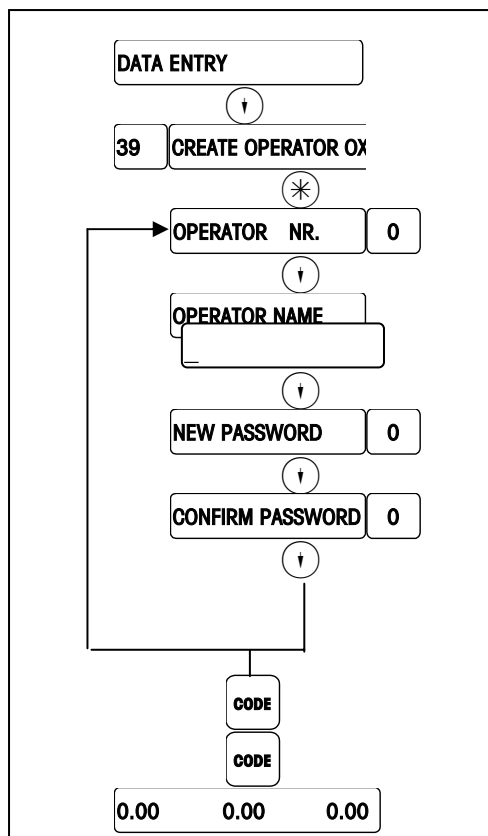 DATA ENTRY
39 CREATE OPERATOR OX
OPERATOR NR. 0
OPERATOR NAME
_
NEW PASSWORD 0
CONFIRM PASSWORD 0
CODE
CODE
0.00 0.00 0.00